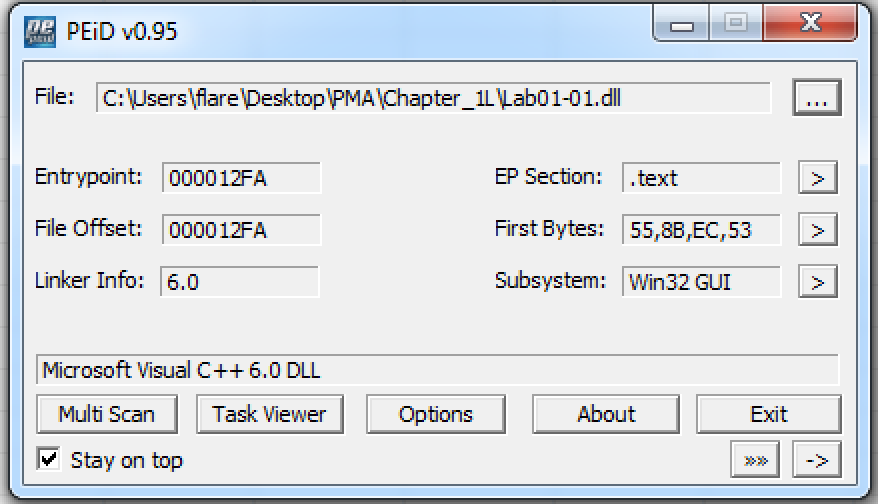 PEiD v0.95
File: C:\Users\flare\Desktop\PMA\Chapter_1L\Lab01-01.dll ...
Entrypoint: 000012FA EP Section: .text >
File Offset: 000012FA First Bytes: 55,8B,EC,53 >
Linker Info: 6.0 Subsystem: Win32 GUI >
Microsoft Visual C++ 6.0 DLL
Multi Scan Task Viewer Options About Exit
Stay on top »» ->